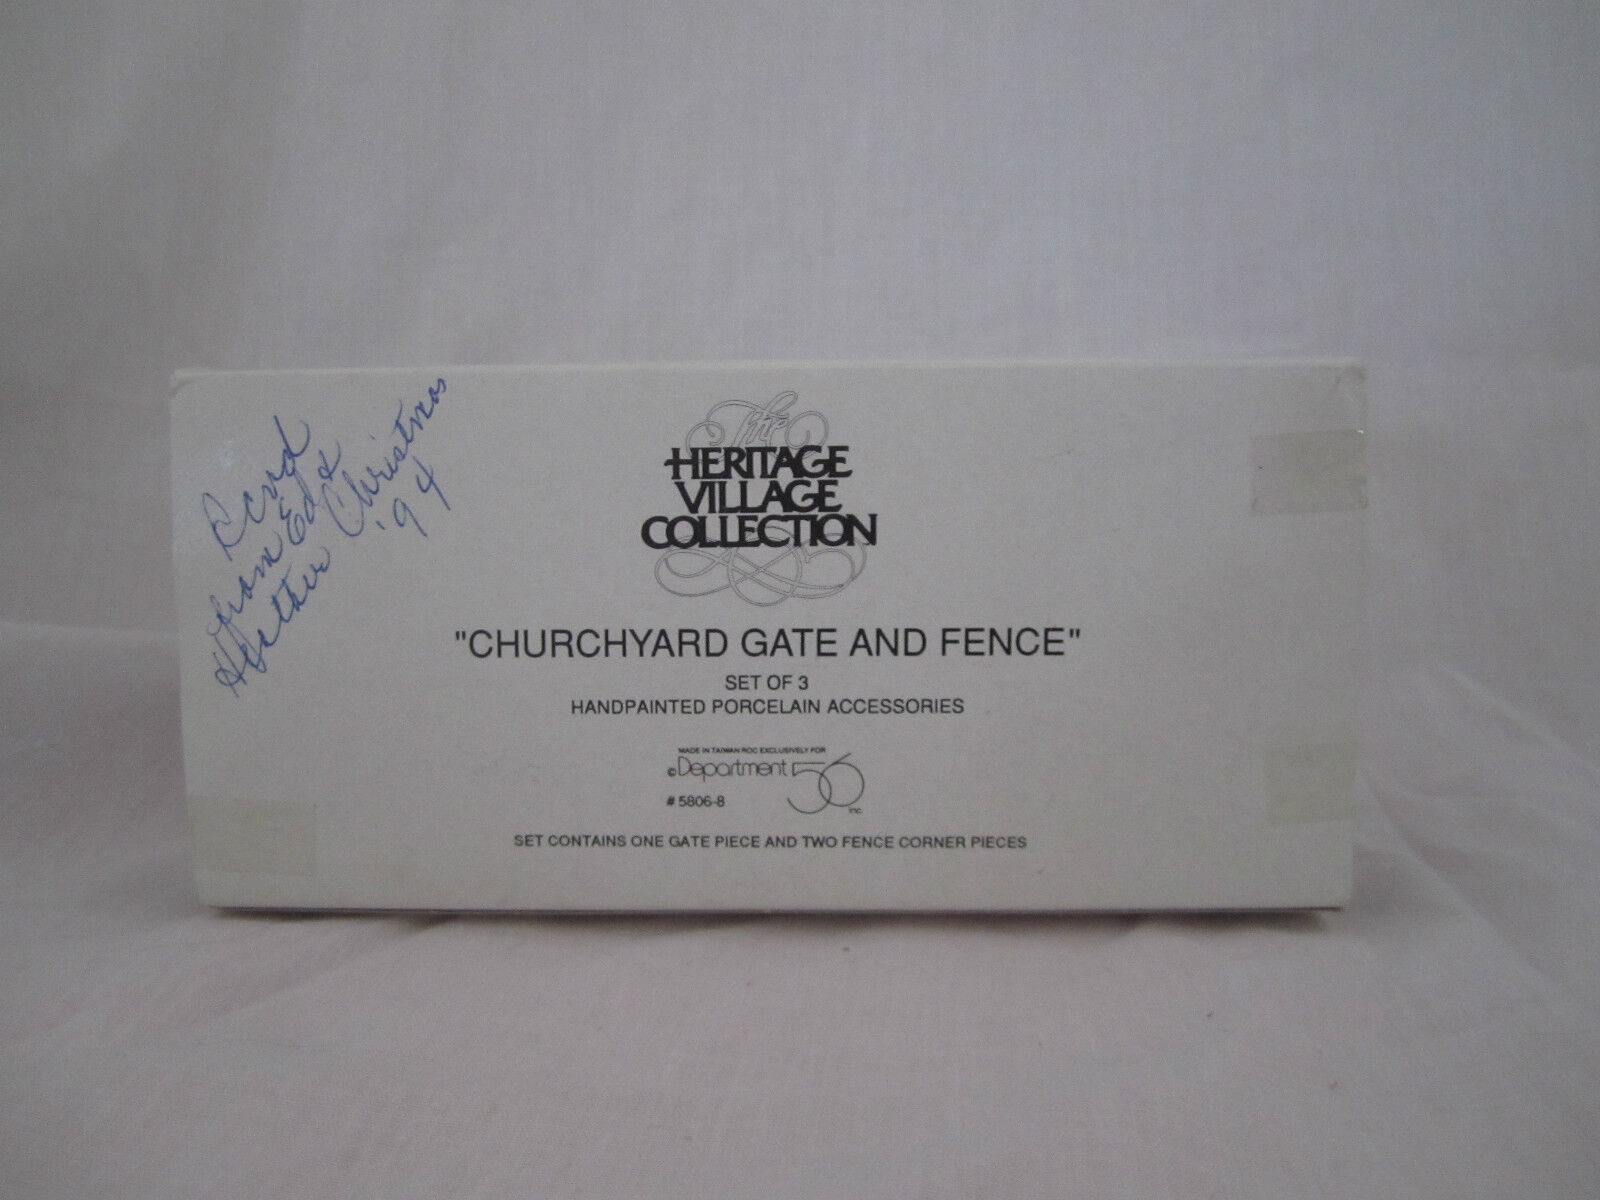 Rcvd
from Ed &
Heather Christmas
'94
The
HERITAGE
VILLAGE
COLLECTION
"CHURCHYARD GATE AND FENCE"
SET OF 3
HANDPAINTED PORCELAIN ACCESSORIES
MADE IN TAIWAN ROC EXCLUSIVELY FOR
©Department 56
inc.
# 5806-8
SET CONTAINS ONE GATE PIECE AND TWO FENCE CORNER PIECES